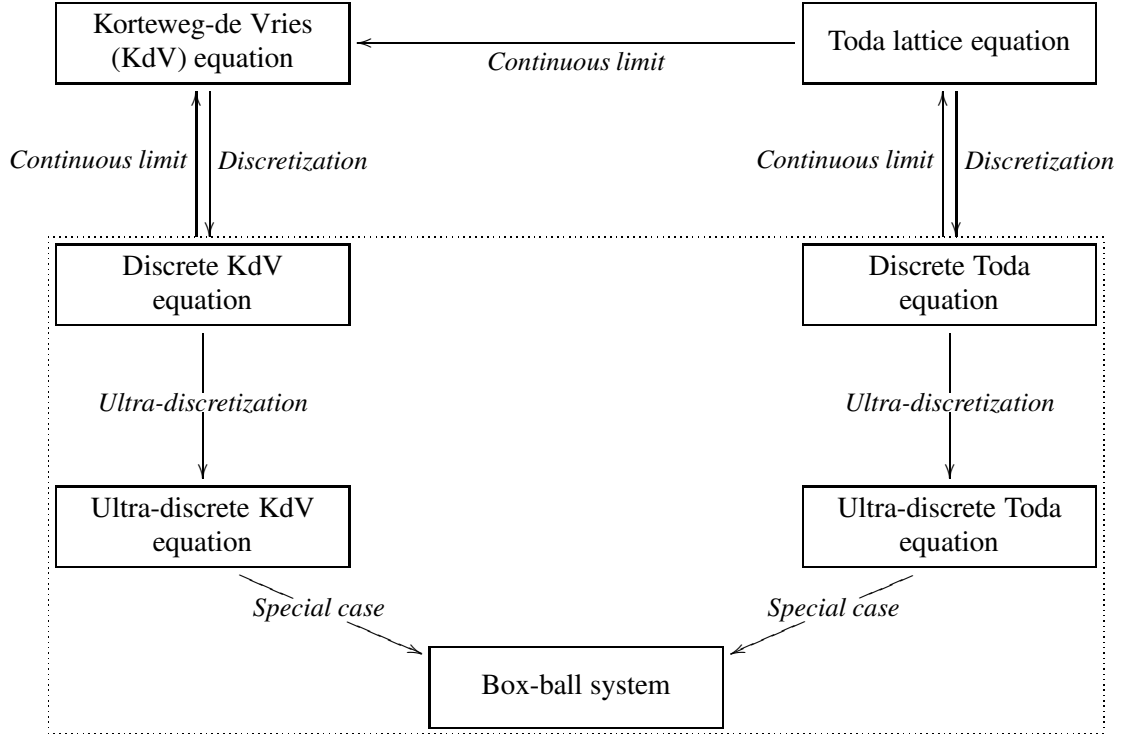 Korteweg-de Vries
(KdV) equation
Toda lattice equation
Continuous limit
Continuous limit
Discretization
Continuous limit
Discretization
Discrete KdV
equation
Discrete Toda
equation
Ultra-discretization
Ultra-discretization
Ultra-discrete KdV
equation
Ultra-discrete Toda
equation
Special case
Special case
Box-ball system